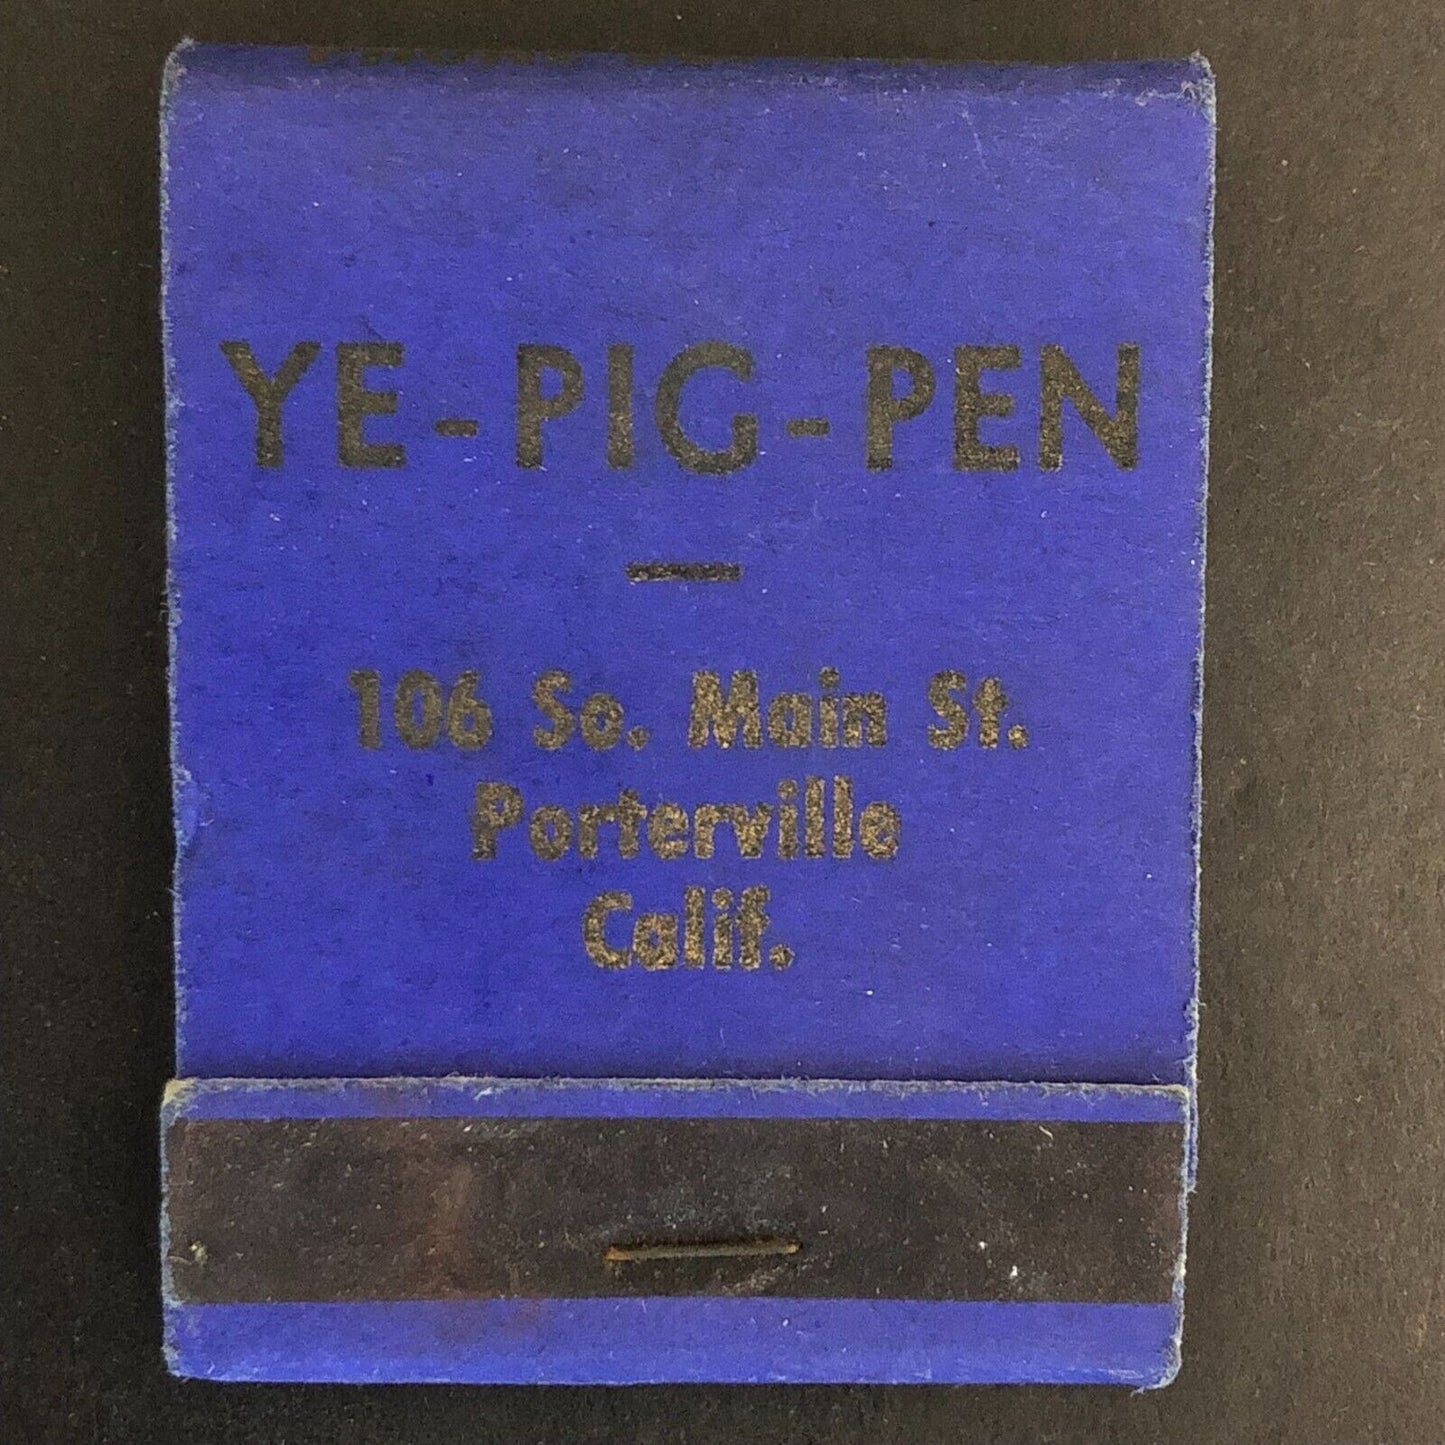 YE-PIG-PEN
106 So. Main St.
Porterville
Calif.